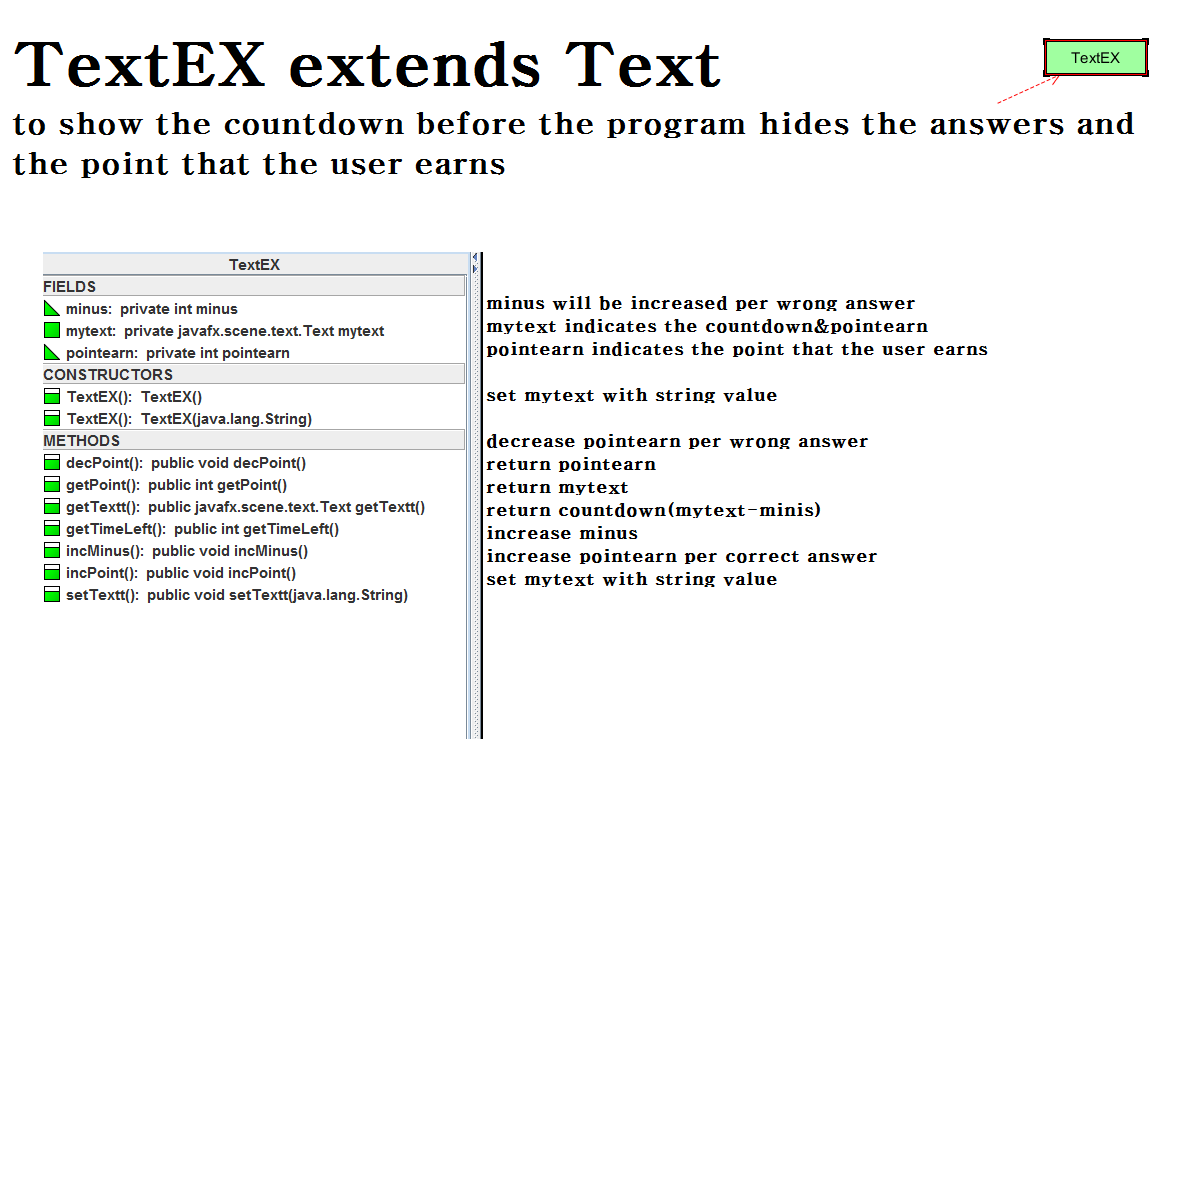 TextEX extends Text
TextEX
to show the countdown before the program hides the answers and
the point that the user earns
TextEX
FIELDS
minus: private int minus
minus will be increased per wrong answer
mytext: private javafx.scene.text.Text mytext
mytext indicates the countdown&pointearn
pointearn: private int pointearn
pointearn indicates the point that the user earns
CONSTRUCTORS
TextEX(): TextEX()
set mytext with string value
TextEX(): TextEX(java.lang.String)
METHODS
decrease pointearn per wrong answer
decPoint(): public void decPoint()
return pointearn
getPoint(): public int getPoint()
return mytext
getTextt(): public javafx.scene.text.Text getTextt()
return countdown(mytext-minis)
getTimeLeft(): public int getTimeLeft()
increase minus
incMinus(): public void incMinus()
increase pointearn per correct answer
incPoint(): public void incPoint()
set mytext with string value
setTextt(): public void setTextt(java.lang.String)